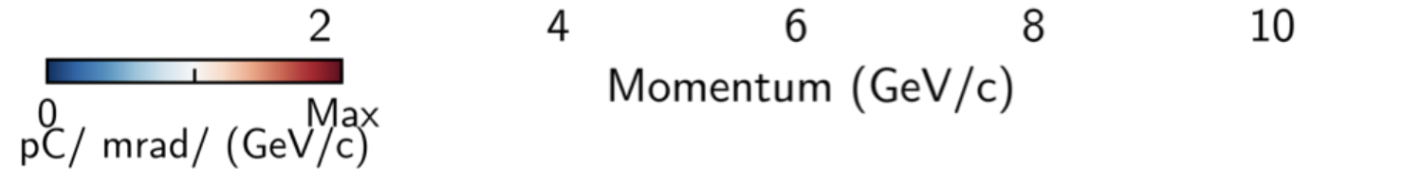 2 4 6 8 10
Momentum (GeV/c)
0 Max
pC/ mrad/ (GeV/c)